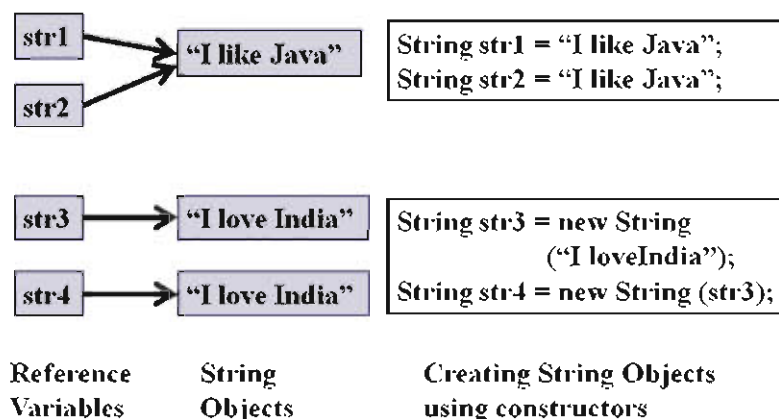 str1
str2
“I like Java”
String str1 = “I like Java”;
String str2 = “I like Java”;
str3
“I love India”
str4
“I love India”
String str3 = new String
(“I loveIndia”);
String str4 = new String (str3);
Reference
Variables
String
Objects
Creating String Objects
using constructors